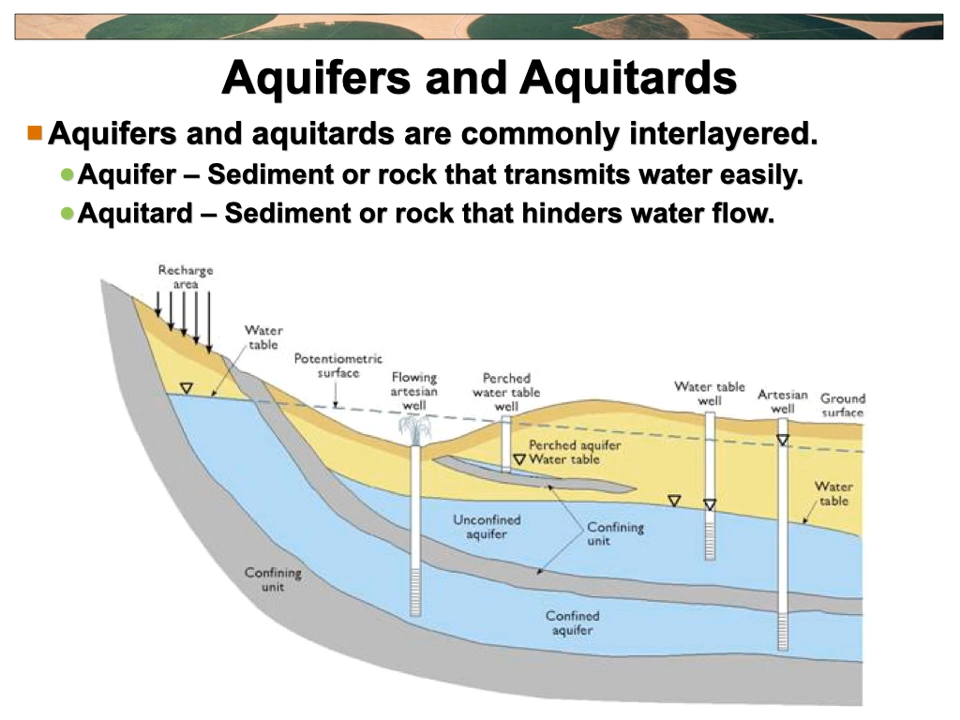 Aquifers and Aquitards
Aquifers and aquitards are commonly interlayered.
Aquifer – Sediment or rock that transmits water easily.
Aquitard – Sediment or rock that hinders water flow.
Recharge
area
Water
table
Potentiometric
surface
Flowing
artesian
well
Perched
water table
well
Water table
well
Artesian
well
Ground
surface
Perched aquifer
Water table
Water
table
Unconfined
aquifer
Confining
unit
Confining
unit
Confined
aquifer